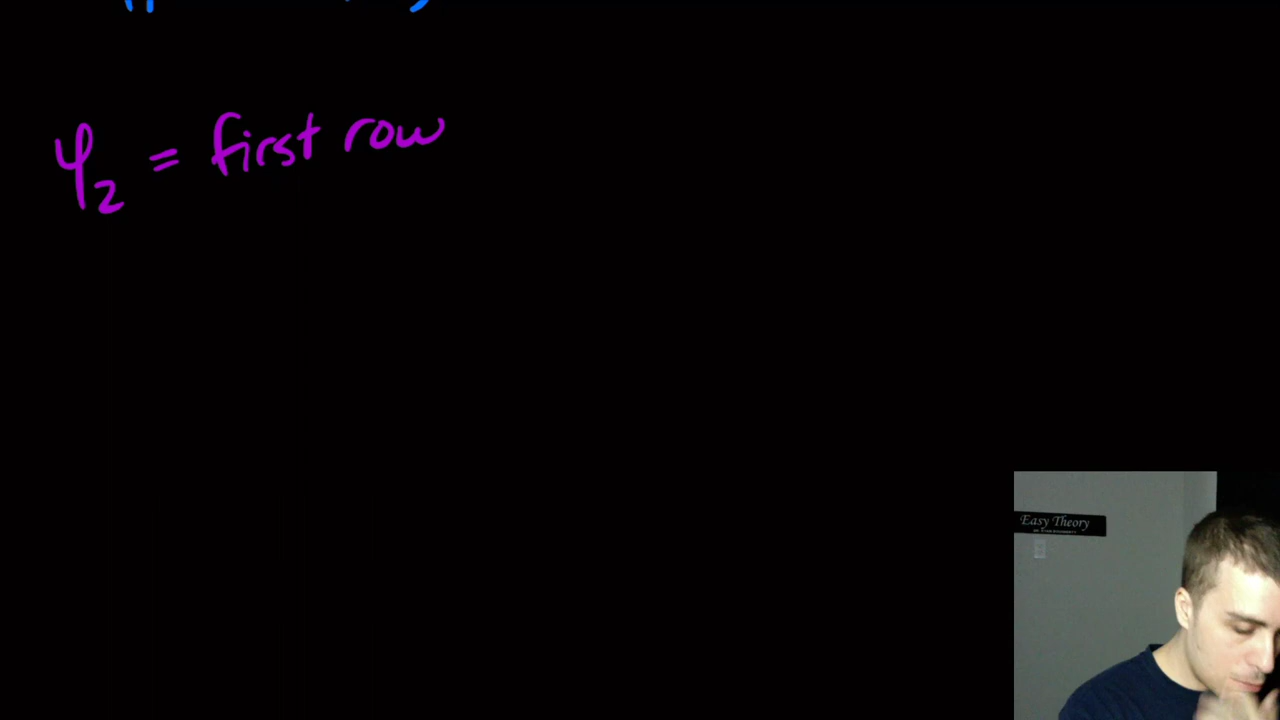 φ₂ = first row
Easy Theory